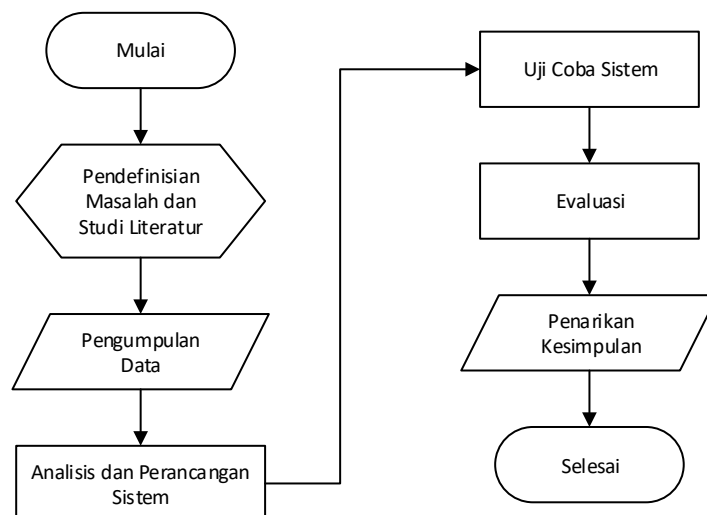 Mulai
Pendefinisian
Masalah dan
Studi Literatur
Pengumpulan
Data
Analisis dan Perancangan
Sistem
Uji Coba Sistem
Evaluasi
Penarikan
Kesimpulan
Selesai